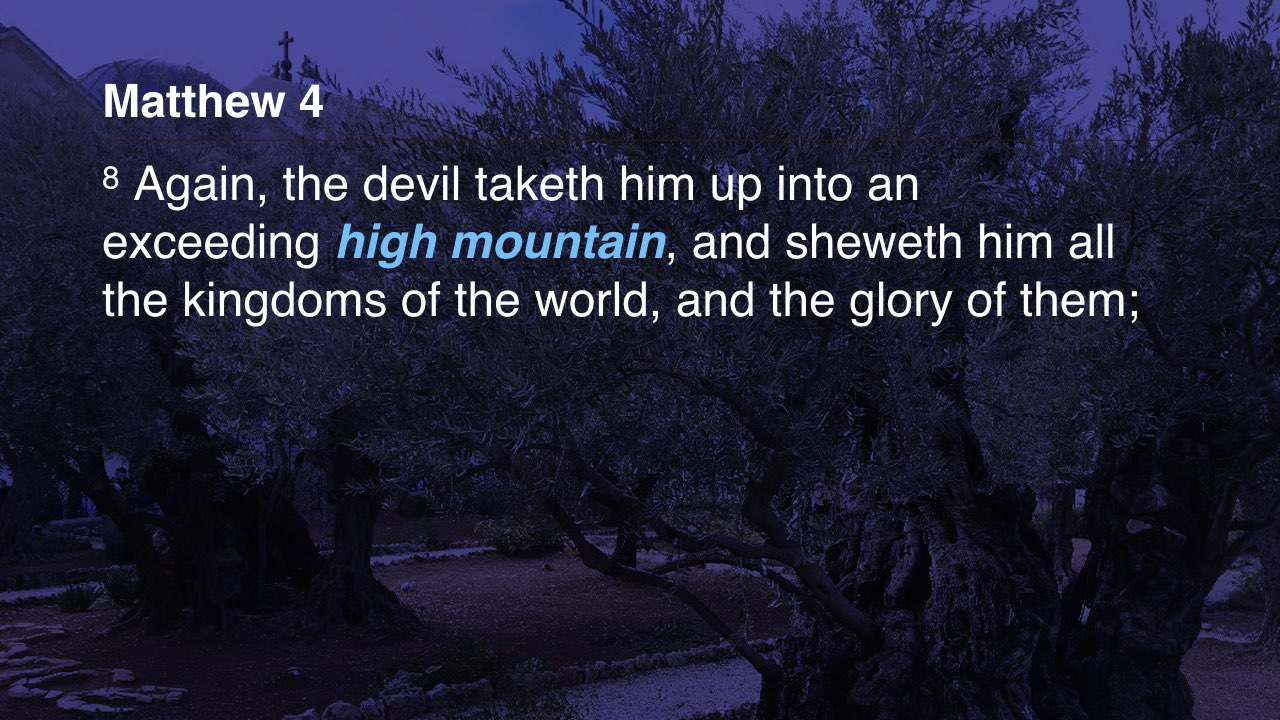 Matthew 4
8 Again, the devil taketh him up into an
exceeding high mountain, and sheweth him all
the kingdoms of the world, and the glory of them;